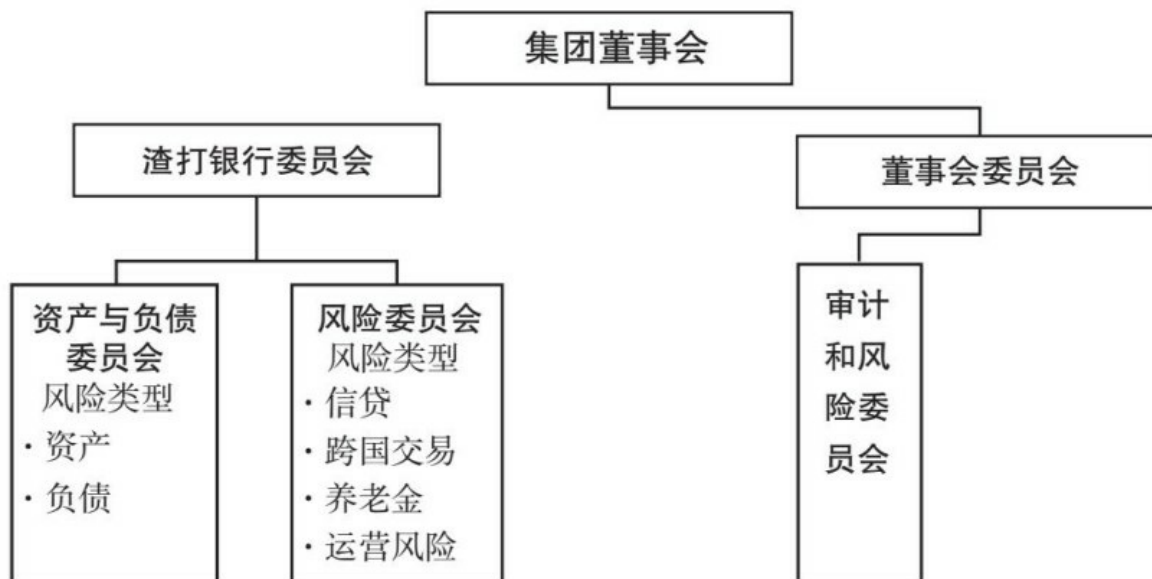 集团董事会
渣打银行委员会
董事会委员会
资产与负债
委员会
风险类型
· 资产
· 负债
风险委员会
风险类型
· 信贷
· 跨国交易
· 养老金
· 运营风险
审计
和风
险委
员会